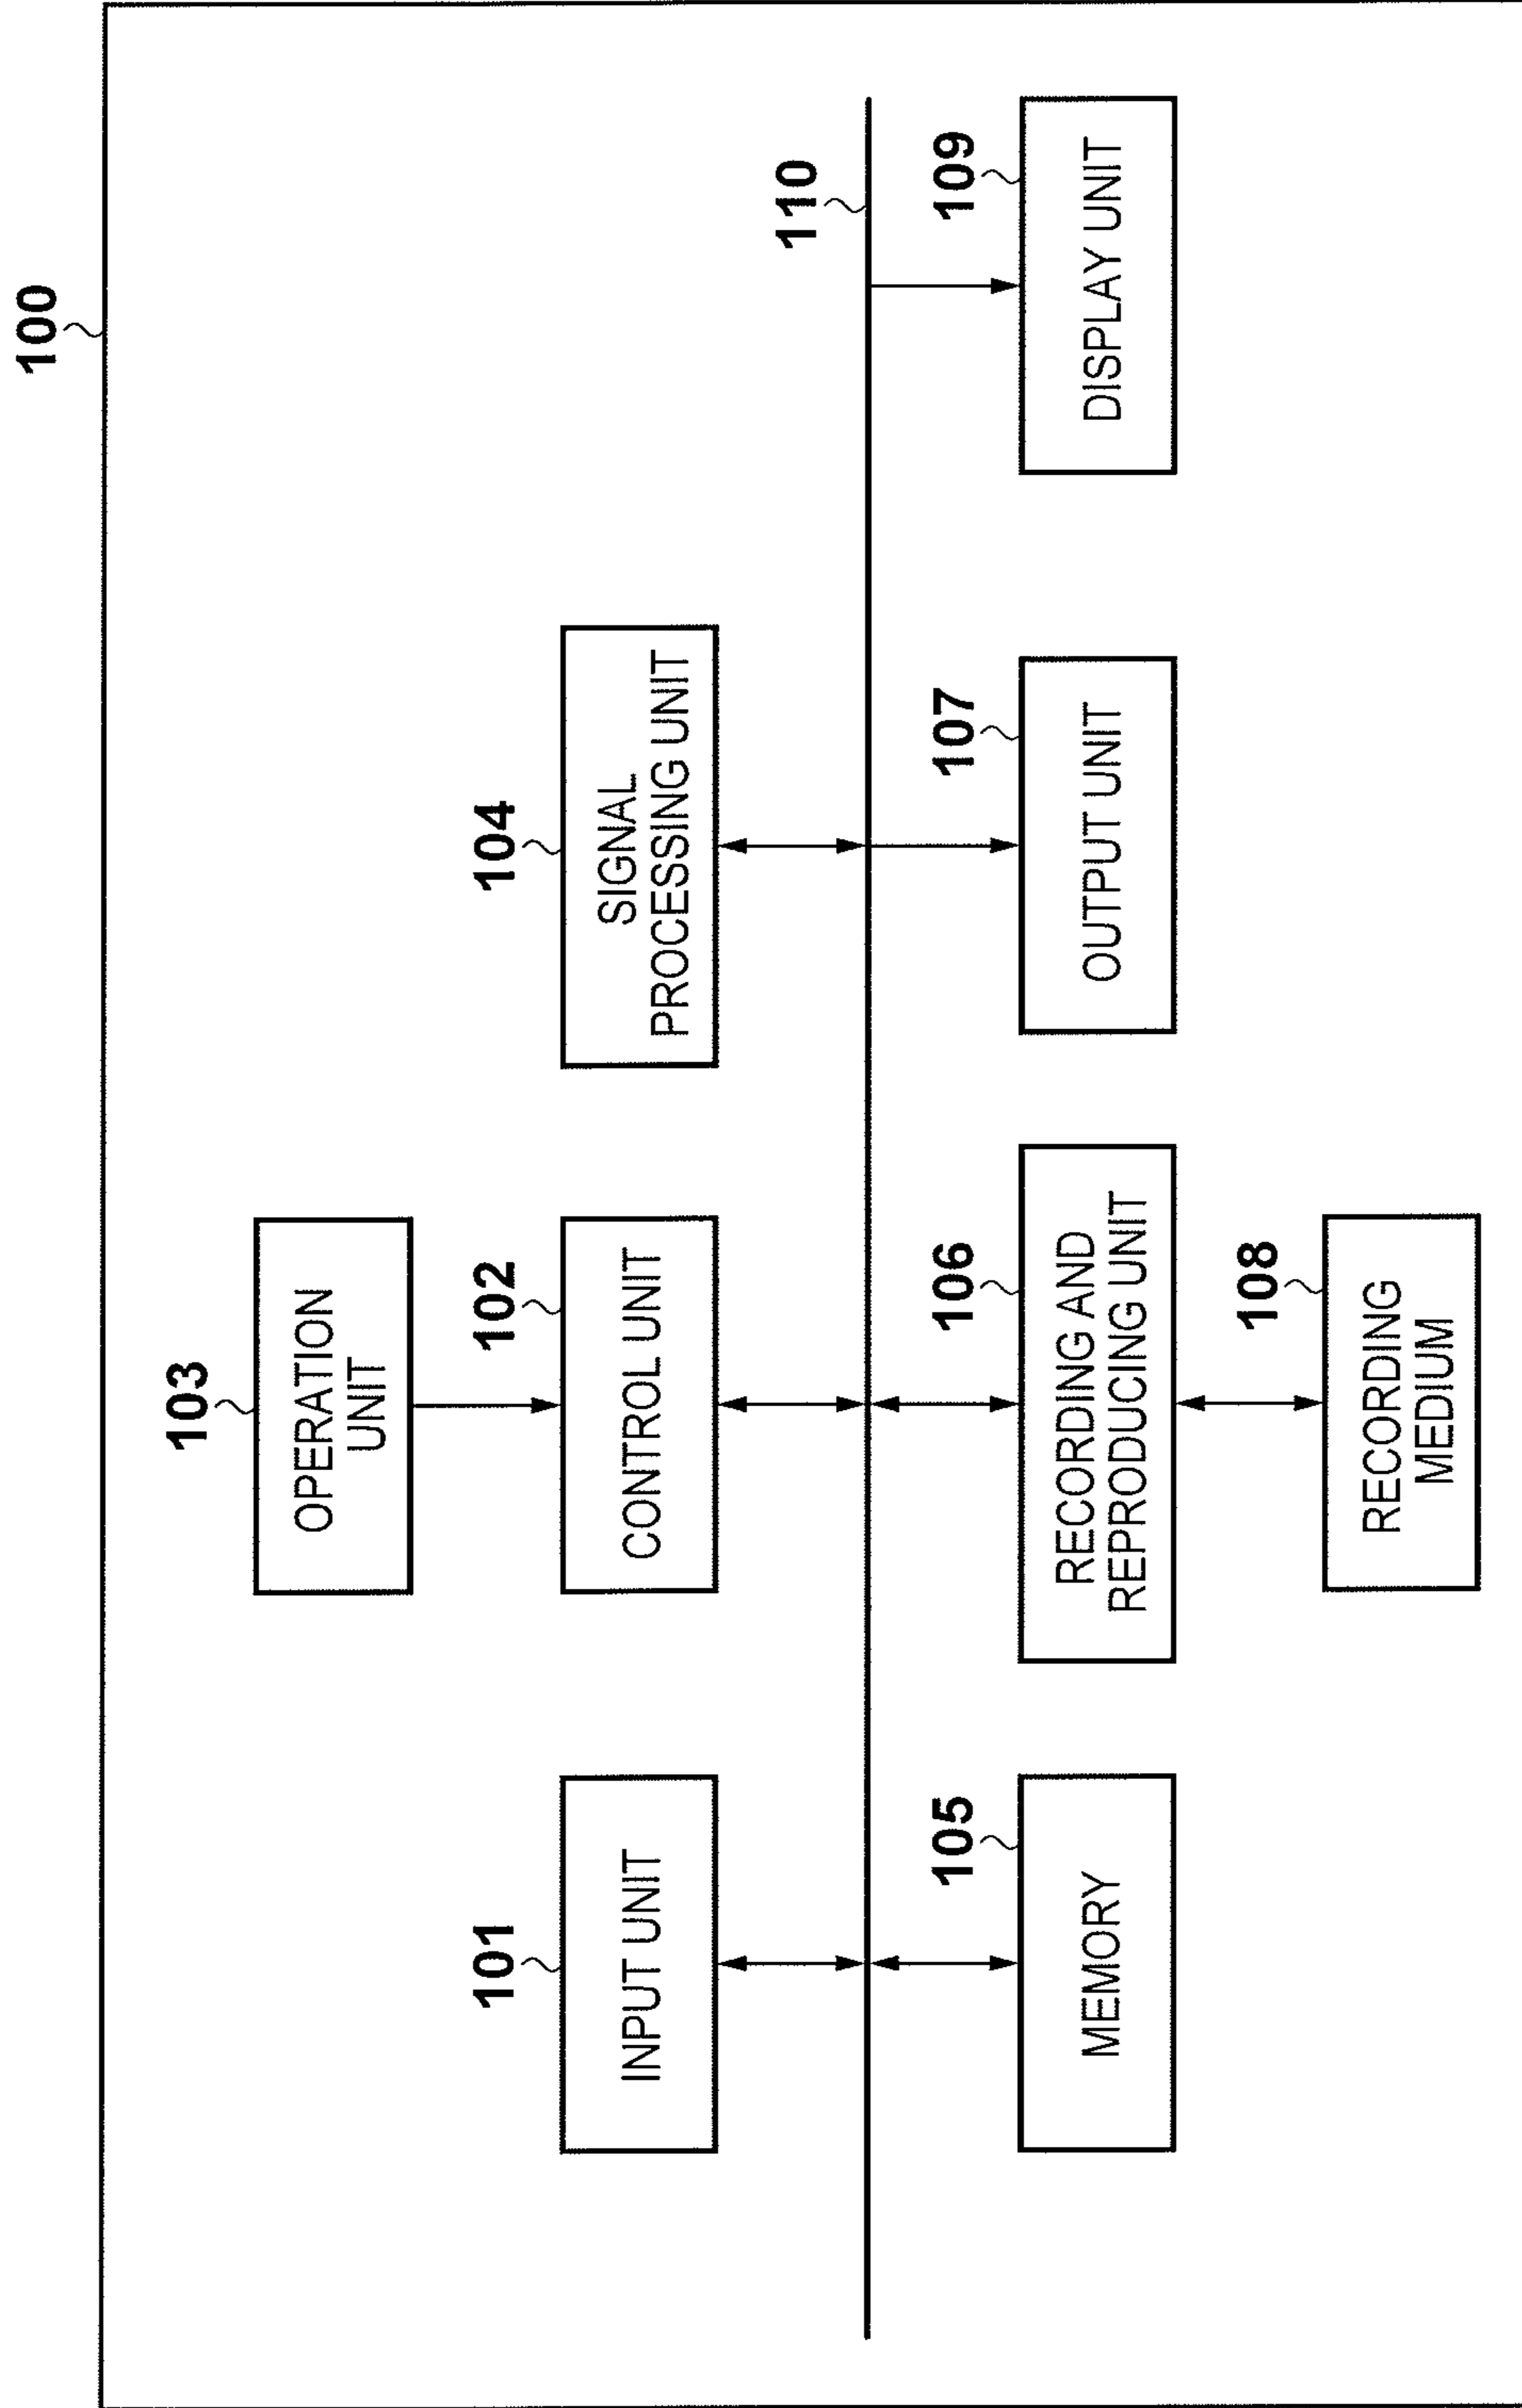 100
103
OPERATION
UNIT
101
INPUT UNIT
102
CONTROL UNIT
104
SIGNAL
PROCESSING UNIT
110
105
MEMORY
106
RECORDING AND
REPRODUCING UNIT
107
OUTPUT UNIT
109
DISPLAY UNIT
108
RECORDING
MEDIUM